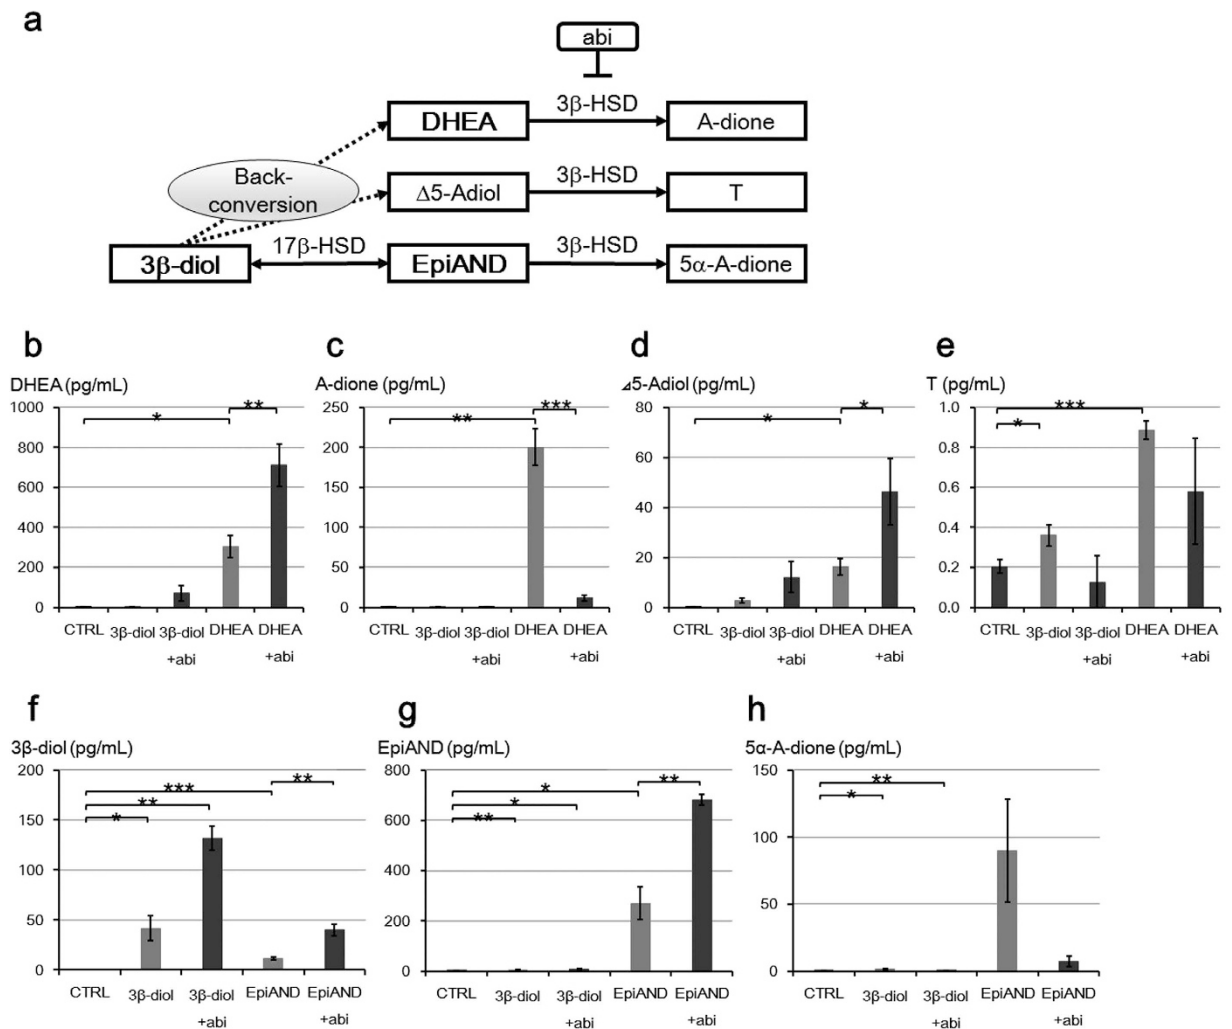 a
abi
DHEA
3β-HSD
A-dione
Back-
conversion
Δ5-Adiol
3β-HSD
T
3β-diol
17β-HSD
EpiAND
3β-HSD
5α-A-dione
b
DHEA (pg/mL)
1000
800
600
400
200
0
*
**
CTRL 3β-diol 3β-diol DHEA DHEA
+abi +abi
c
A-dione (pg/mL)
250
200
150
100
50
0
**
***
CTRL 3β-diol 3β-diol DHEA DHEA
+abi +abi
d
⊿5-Adiol (pg/mL)
80
60
40
20
0
*
*
CTRL 3β-diol 3β-diol DHEA DHEA
+abi +abi
e
T (pg/mL)
1.0
0.8
0.6
0.4
0.2
0.0
***
*
CTRL 3β-diol 3β-diol DHEA DHEA
+abi +abi
f
3β-diol (pg/mL)
200
150
100
50
0
***
**
**
*
CTRL 3β-diol 3β-diol EpiAND EpiAND
+abi +abi
g
EpiAND (pg/mL)
800
600
400
200
0
*
**
*
**
CTRL 3β-diol 3β-diol EpiAND EpiAND
+abi +abi
h
5α-A-dione (pg/mL)
150
100
50
0
**
*
CTRL 3β-diol 3β-diol EpiAND EpiAND
+abi +abi